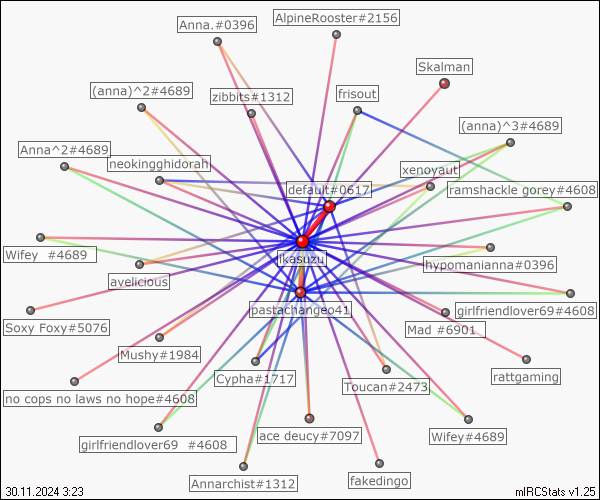 AlpineRooster#2156
Anna.#0396
Skalman
(anna)^2#4689
zibbits#1312
frisout
(anna)^3#4689
Anna^2#4689
neokingghidorah
xenoyaut
default#0617
ramshackle gorey#4608
Wifey_#4689
ikasuzu
hypomanianna#0396
avelicious
pastachangeo41
girlfriendlover69#4608
Soxy Foxy#5076
Mad #6901
Mushy#1984
rattgaming
Cypha#1717
Toucan#2473
no cops no laws no hope#4608
ace deucy#7097
Wifey#4689
girlfriendlover69_#4608
Annarchist#1312
fakedingo
30.11.2024 3:23
mIRCStats v1.25